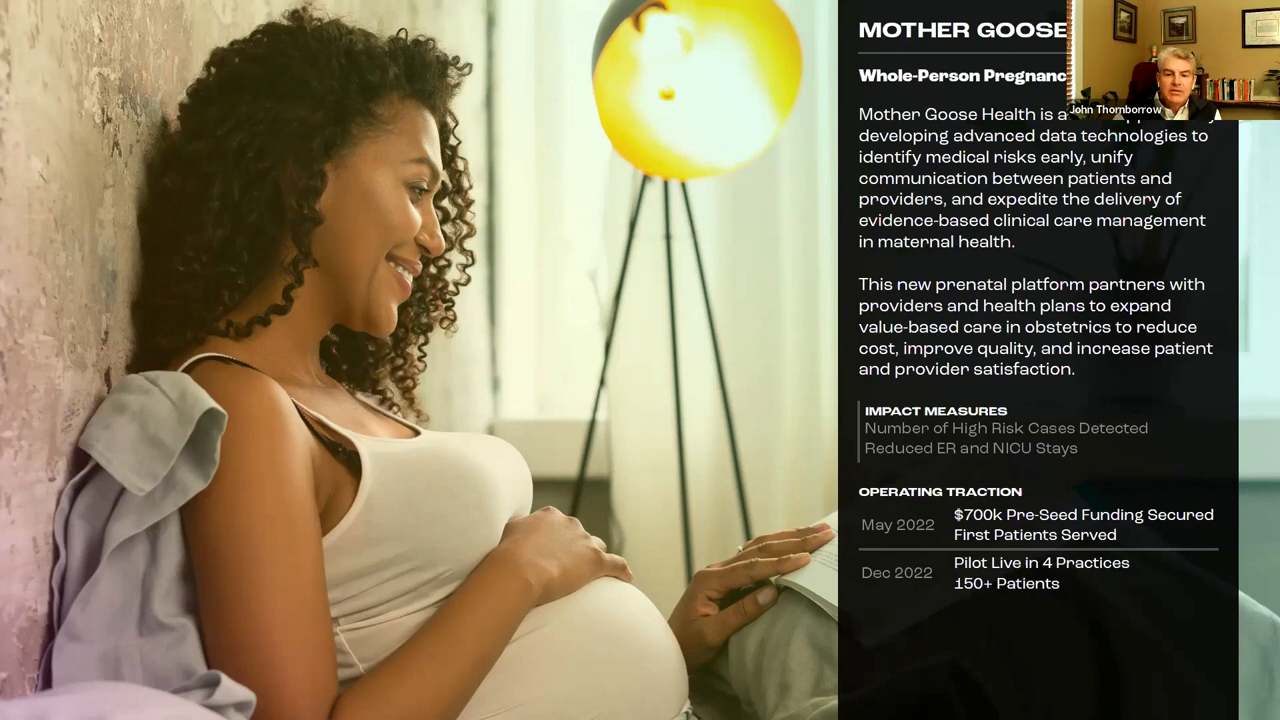 MOTHER GOOSE
Whole-Person Pregnanc
John Thornborrow
Mother Goose Health is a
developing advanced data technologies to
identify medical risks early, unify
communication between patients and
providers, and expedite the delivery of
evidence-based clinical care management
in maternal health.
This new prenatal platform partners with
providers and health plans to expand
value-based care in obstetrics to reduce
cost, improve quality, and increase patient
and provider satisfaction.
IMPACT MEASURES
Number of High Risk Cases Detected
Reduced ER and NICU Stays
OPERATING TRACTION
May 2022
$700k Pre-Seed Funding Secured
First Patients Served
Dec 2022
Pilot Live in 4 Practices
150+ Patients